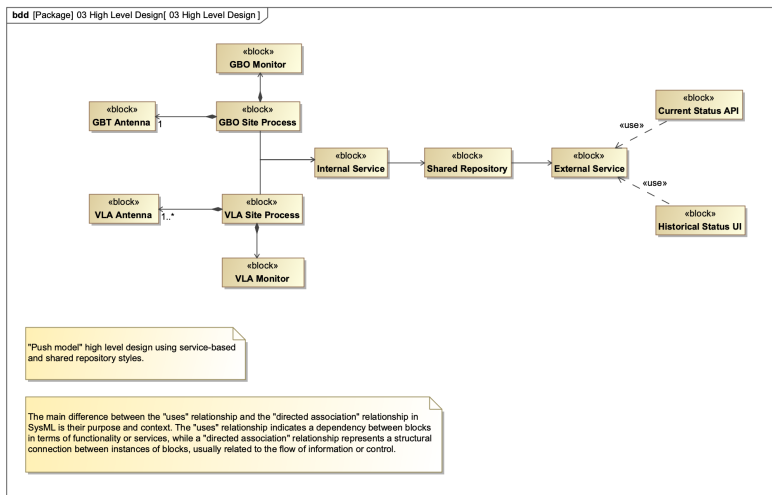 bdd [Package] 03 High Level Design[ 03 High Level Design ]
«block»
GBO Monitor
«block»
GBT Antenna
1
«block»
GBO Site Process
«block»
Current Status API
«use»
«block»
Internal Service
«block»
Shared Repository
«block»
External Service
«use»
«block»
VLA Antenna
1..*
«block»
VLA Site Process
«block»
Historical Status UI
«block»
VLA Monitor
"Push model" high level design using service-based
and shared repository styles.
The main difference between the "uses" relationship and the "directed association" relationship in
SysML is their purpose and context. The "uses" relationship indicates a dependency between blocks
in terms of functionality or services, while a "directed association" relationship represents a structural
connection between instances of blocks, usually related to the flow of information or control.